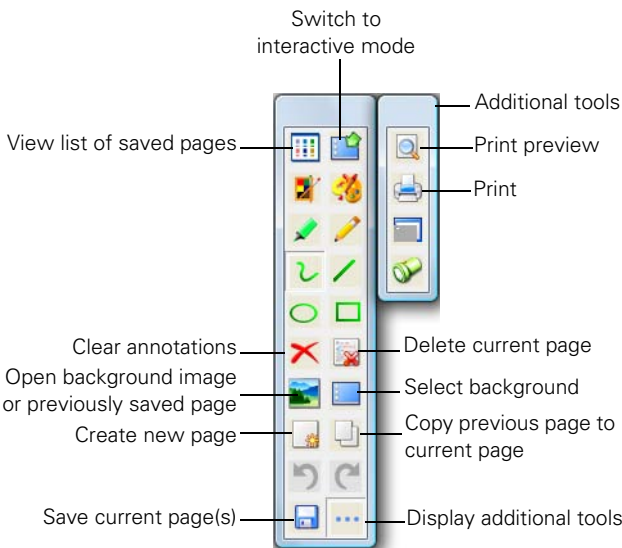 Switch to
interactive mode
Additional tools
View list of saved pages
Print preview
Print
Clear annotations
Delete current page
Open background image
or previously saved page
Select background
Create new page
Copy previous page to
current page
Save current page(s)
Display additional tools